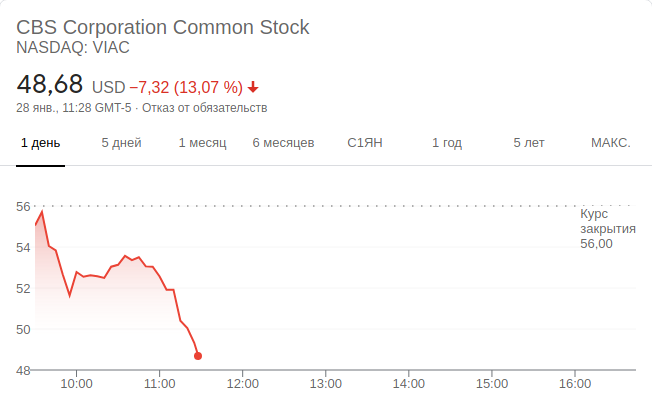 CBS Corporation Common Stock
NASDAQ: VIAC
48,68 USD −7,32 (13,07 %)
28 янв., 11:28 GMT-5 · Отказ от обязательств
1 день 5 дней 1 месяц 6 месяцев С1ЯН 1 год 5 лет МАКС.
56
Курс
закрытия
56,00
54
52
50
48
10:00 11:00 12:00 13:00 14:00 15:00 16:00